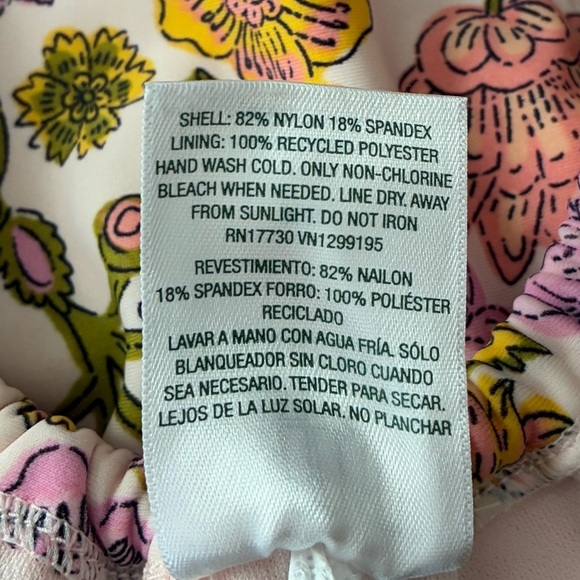 SHELL: 82% NYLON 18% SPANDEX
LINING: 100% RECYCLED POLYESTER
HAND WASH COLD. ONLY NON-CHLORINE
BLEACH WHEN NEEDED. LINE DRY. AWAY
FROM SUNLIGHT. DO NOT IRON
RN17730 VN1299195
REVESTIMIENTO: 82% NAILON
18% SPANDEX FORRO: 100% POLIÉSTER
RECICLADO
LAVAR A MANO CON AGUA FRÍA. SÓLO
BLANQUEADOR SIN CLORO CUANDO
SEA NECESARIO. TENDER PARA SECAR.
LEJOS DE LA LUZ SOLAR. NO PLANCHAR